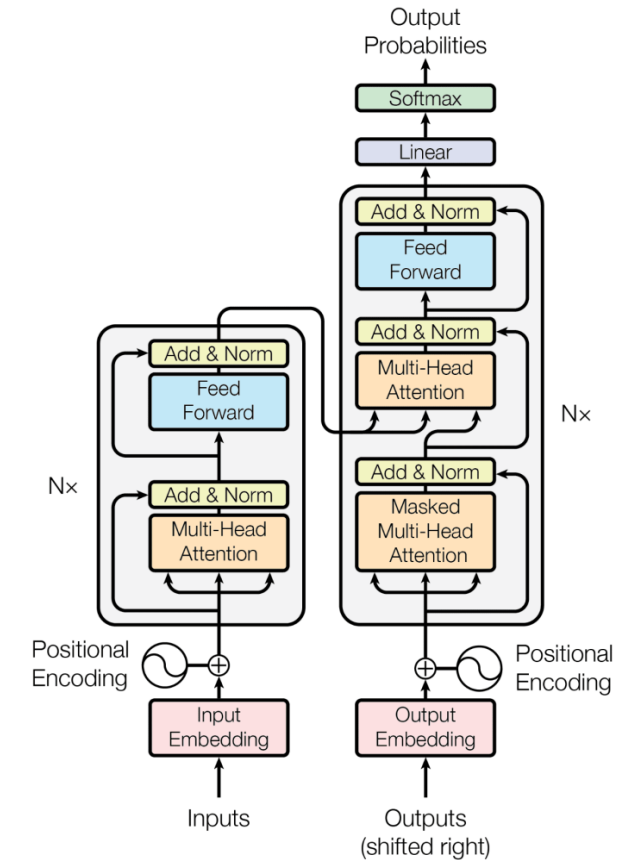 Output
Probabilities
Softmax
Linear
Add & Norm
Feed
Forward
Add & Norm
Multi-Head
Attention
Add & Norm
Masked
Multi-Head
Attention
N×
Add & Norm
Feed
Forward
Add & Norm
Multi-Head
Attention
N×
Positional
Encoding
Positional
Encoding
Input
Embedding
Output
Embedding
Inputs
Outputs
(shifted right)